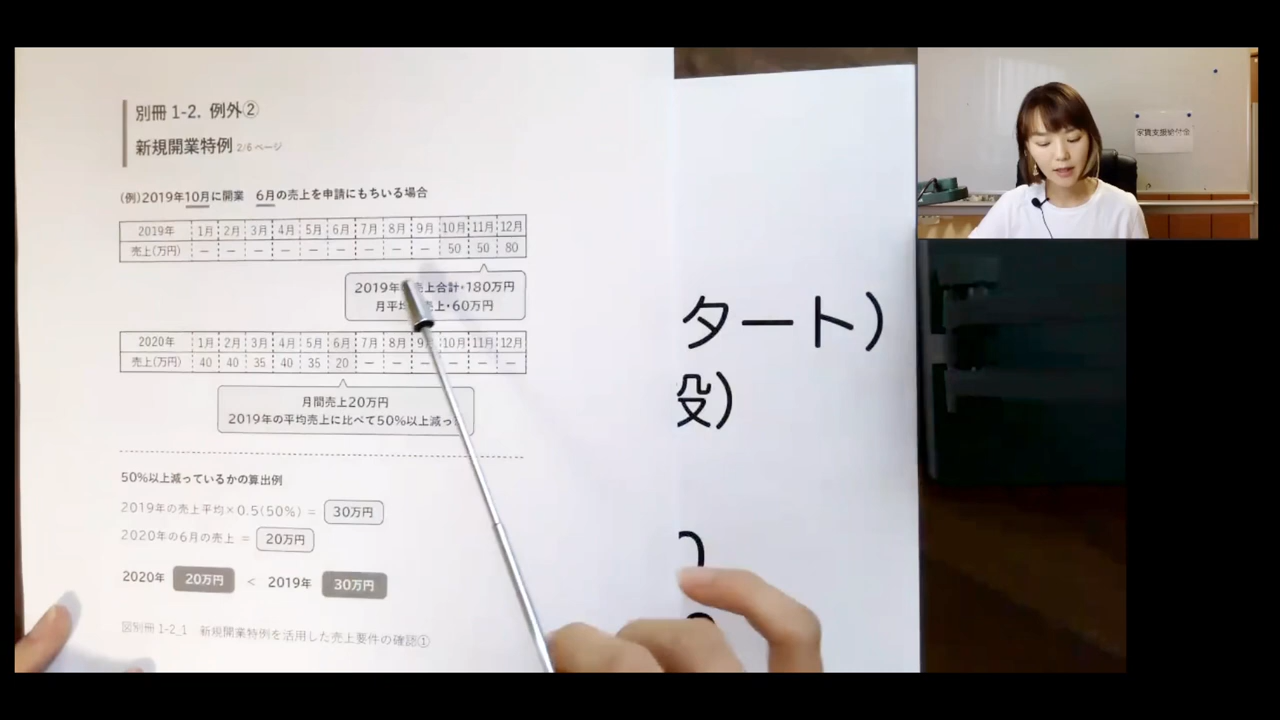 別冊 1-2. 例外②
新規開業特例 2/6 ページ
(例)2019年10月に開業 6月の売上を申請にもちいる場合
2019年 1月 2月 3月 4月 5月 6月 7月 8月 9月 10月 11月 12月
売上(万円) － － － － － － － － － 50 50 80
2019年 売上合計・180万円
月平 売上・60万円
2020年 1月 2月 3月 4月 5月 6月 7月 8月 9月 10月 11月 12月
売上(万円) 40 40 35 40 35 20 － － － － － －
月間売上20万円
2019年の平均売上に比べて50%以上減っ
50%以上減っているかの算出例
2019年の売上平均×0.5(50%) = 30万円
2020年の6月の売上 = 20万円
2020年 20万円 < 2019年 30万円
図別冊 1-2_1 新規開業特例を活用した売上要件の確認①
タート)
殳)
家賃支援給付金